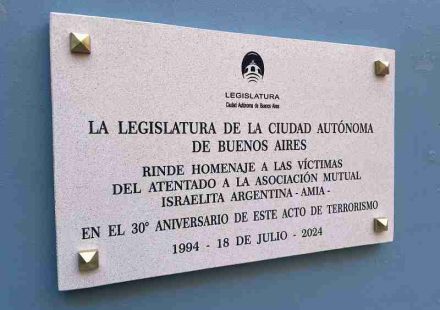 LEGISLATURA
Ciudad Autónoma de Buenos Aires
LA LEGISLATURA DE LA CIUDAD AUTÓNOMA
DE BUENOS AIRES
RINDE HOMENAJE A LAS VÍCTIMAS
DEL ATENTADO A LA ASOCIACIÓN MUTUAL
ISRAELITA ARGENTINA - AMIA -
EN EL 30° ANIVERSARIO DE ESTE ACTO DE TERRORISMO
1994 - 18 DE JULIO - 2024